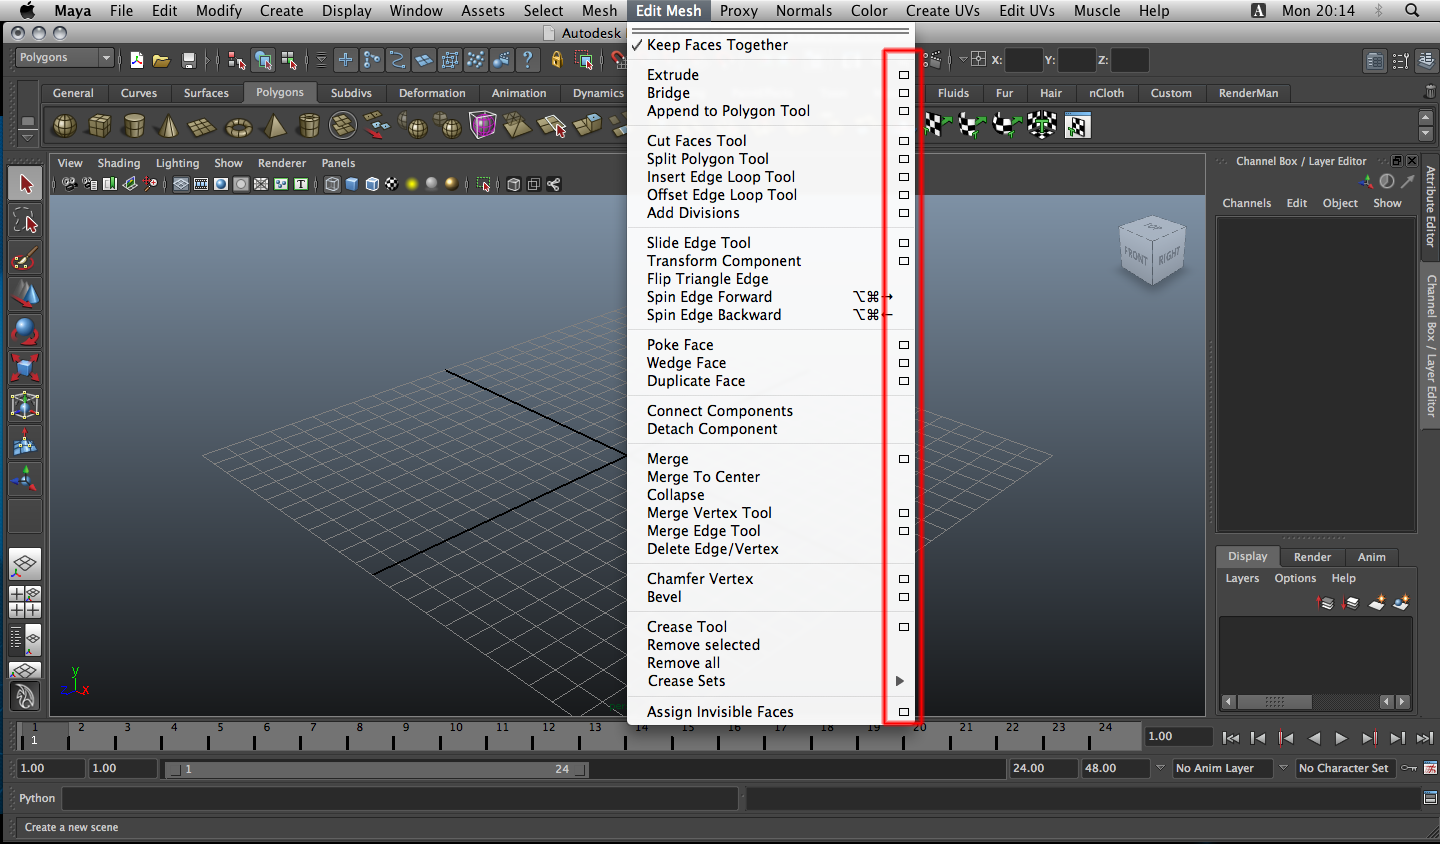 Maya File Edit Modify Create Display Window Assets Select Mesh Edit Mesh Proxy Normals Color Create UVs Edit UVs Muscle Help Mon 20:14
Autodesk
Polygons
X: Y: Z:
General Curves Surfaces Polygons Subdivs Deformation Animation Dynamics Fluids Fur Hair nCloth Custom RenderMan
View Shading Lighting Show Renderer Panels
Keep Faces Together
Extrude
Bridge
Append to Polygon Tool
Cut Faces Tool
Split Polygon Tool
Insert Edge Loop Tool
Offset Edge Loop Tool
Add Divisions
Slide Edge Tool
Transform Component
Flip Triangle Edge
Spin Edge Forward ⌥⌘→
Spin Edge Backward ⌥⌘←
Poke Face
Wedge Face
Duplicate Face
Connect Components
Detach Component
Merge
Merge To Center
Collapse
Merge Vertex Tool
Merge Edge Tool
Delete Edge/Vertex
Chamfer Vertex
Bevel
Crease Tool
Remove selected
Remove all
Crease Sets
Assign Invisible Faces
TOP
FRONT RIGHT
y
x
Channel Box / Layer Editor
Channels Edit Object Show
Attribute Editor
Channel Box / Layer Editor
Display Render Anim
Layers Options Help
1 2 3 4 5 6 7 8 9 10 11 12 13 14 15 16 17 18 19 20 21 22 23 24
1
1.00
1.00 1.00 1 24 24.00 48.00 No Anim Layer No Character Set
Python
Create a new scene